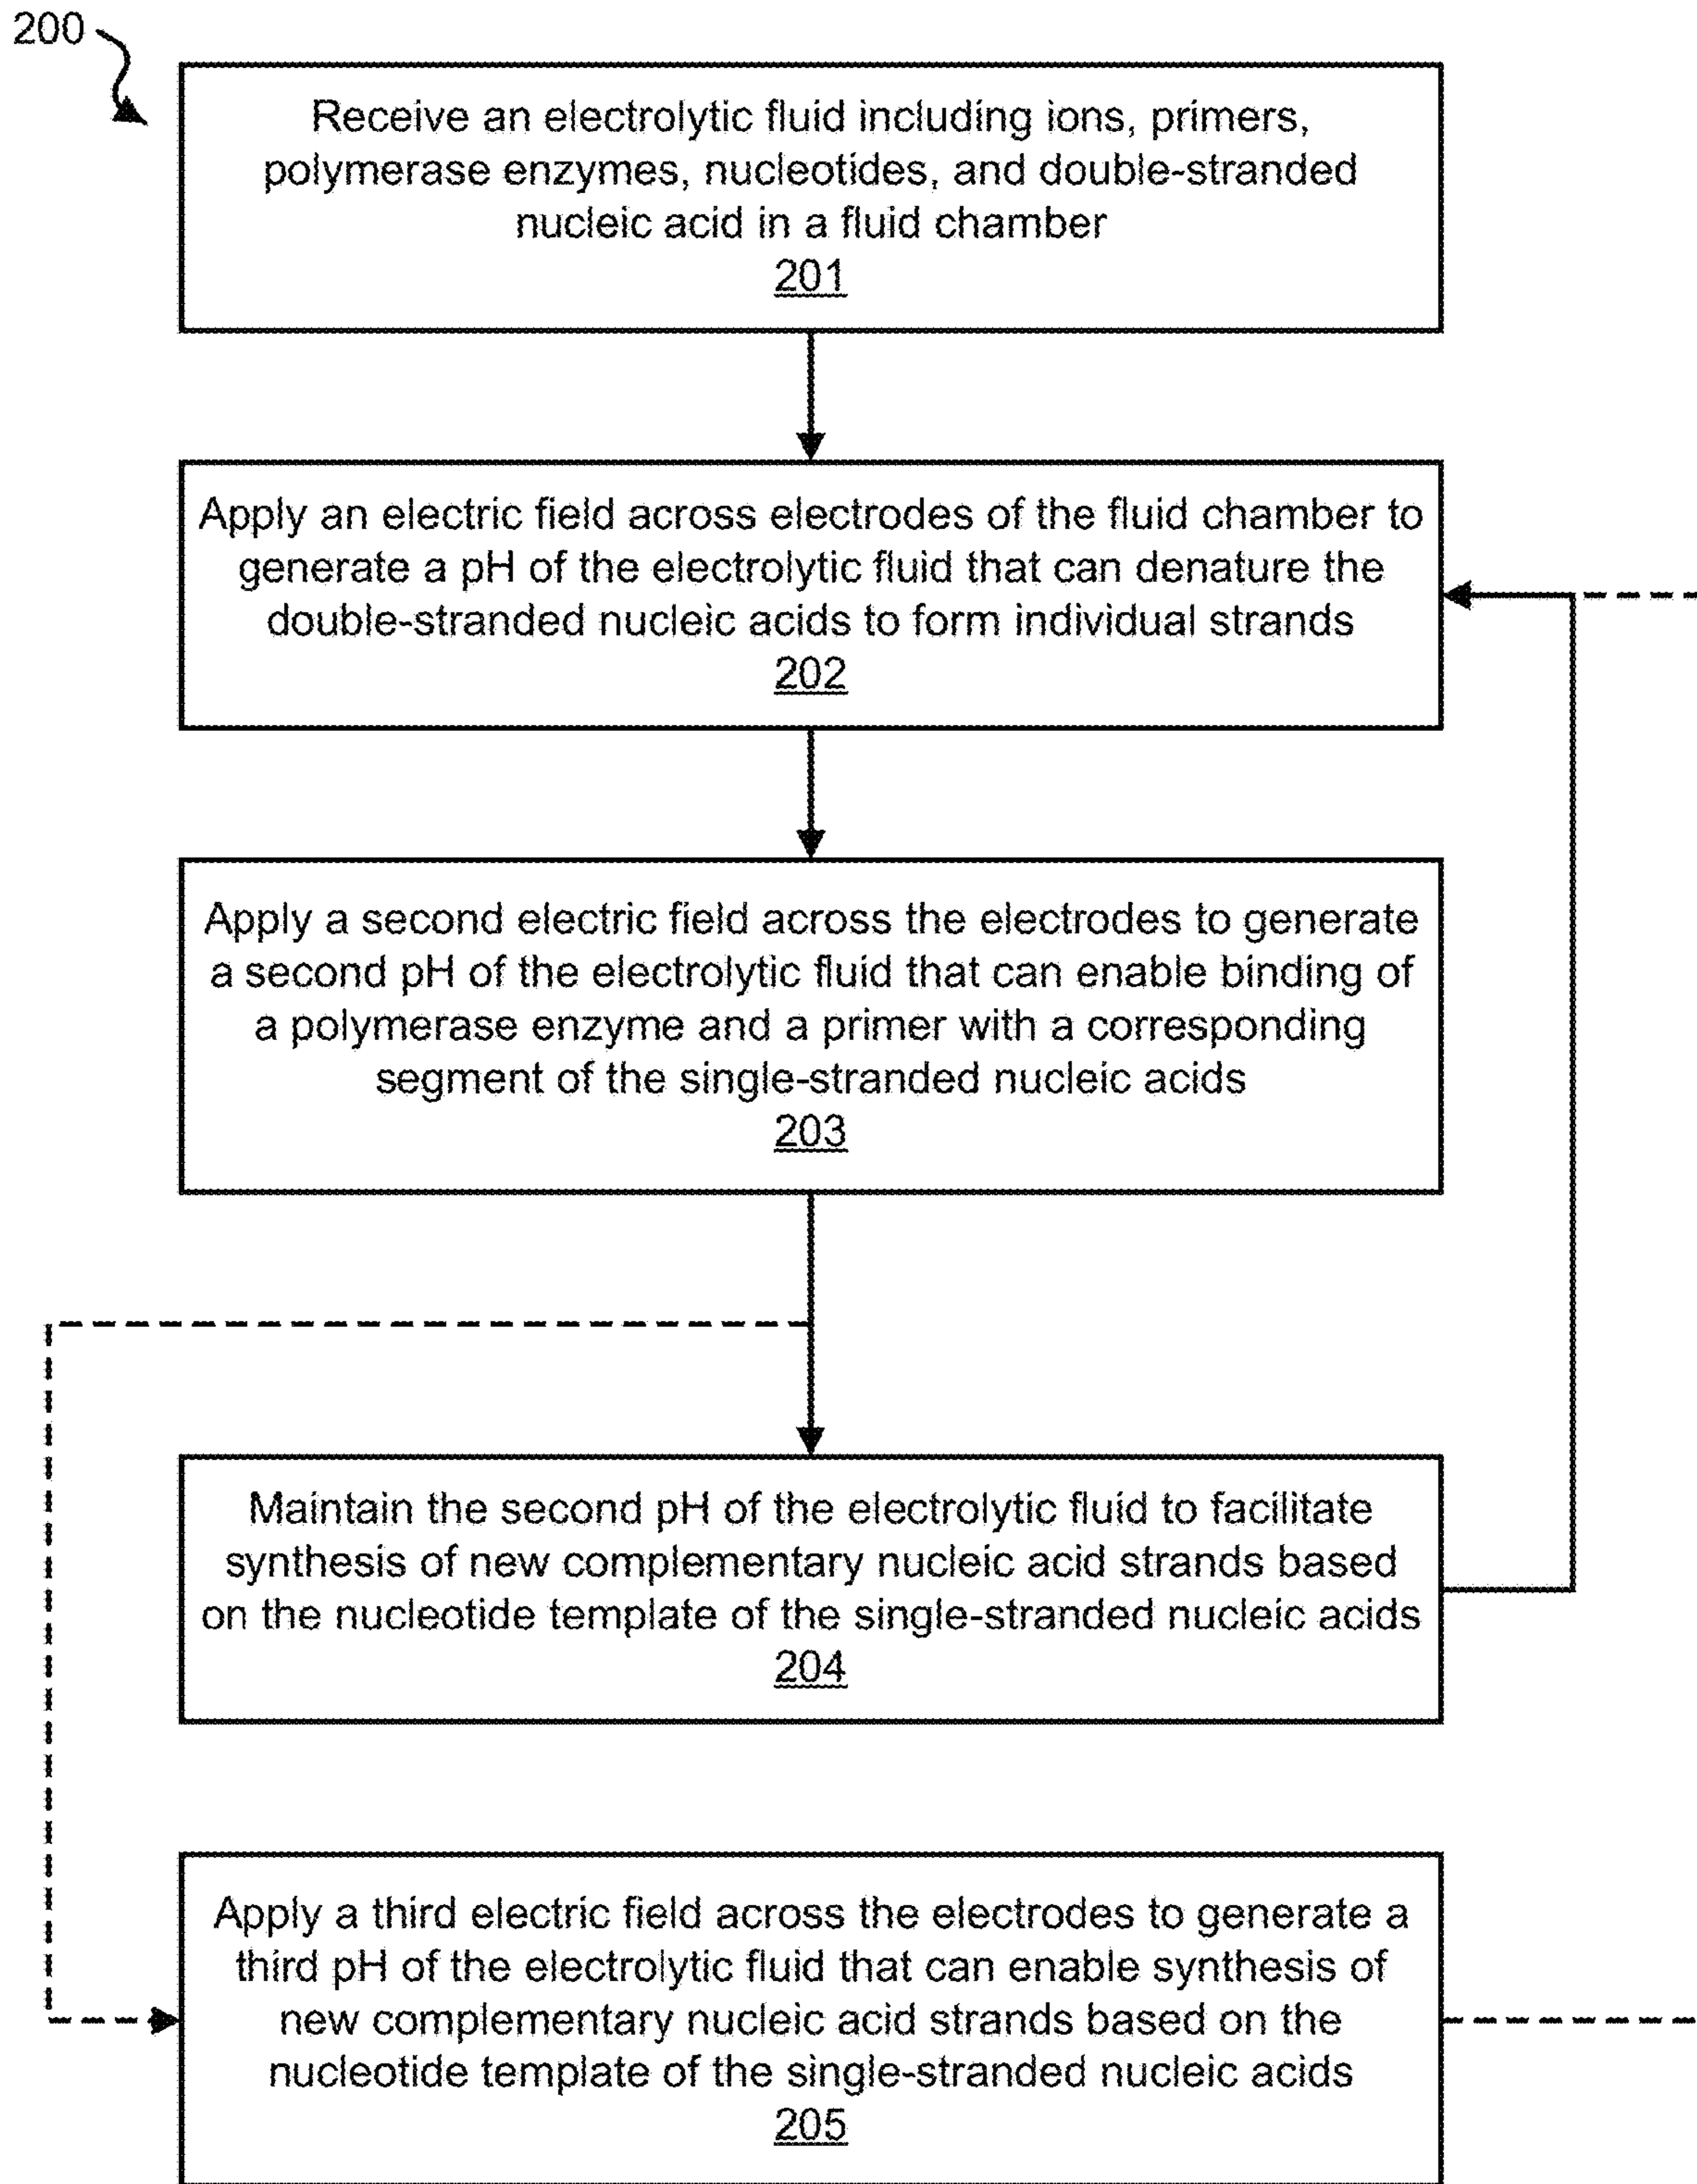 200
Receive an electrolytic fluid including ions, primers,
polymerase enzymes, nucleotides, and double-stranded
nucleic acid in a fluid chamber
201
Apply an electric field across electrodes of the fluid chamber to
generate a pH of the electrolytic fluid that can denature the
double-stranded nucleic acids to form individual strands
202
Apply a second electric field across the electrodes to generate
a second pH of the electrolytic fluid that can enable binding of
a polymerase enzyme and a primer with a corresponding
segment of the single-stranded nucleic acids
203
Maintain the second pH of the electrolytic fluid to facilitate
synthesis of new complementary nucleic acid strands based
on the nucleotide template of the single-stranded nucleic acids
204
Apply a third electric field across the electrodes to generate a
third pH of the electrolytic fluid that can enable synthesis of
new complementary nucleic acid strands based on the
nucleotide template of the single-stranded nucleic acids
205